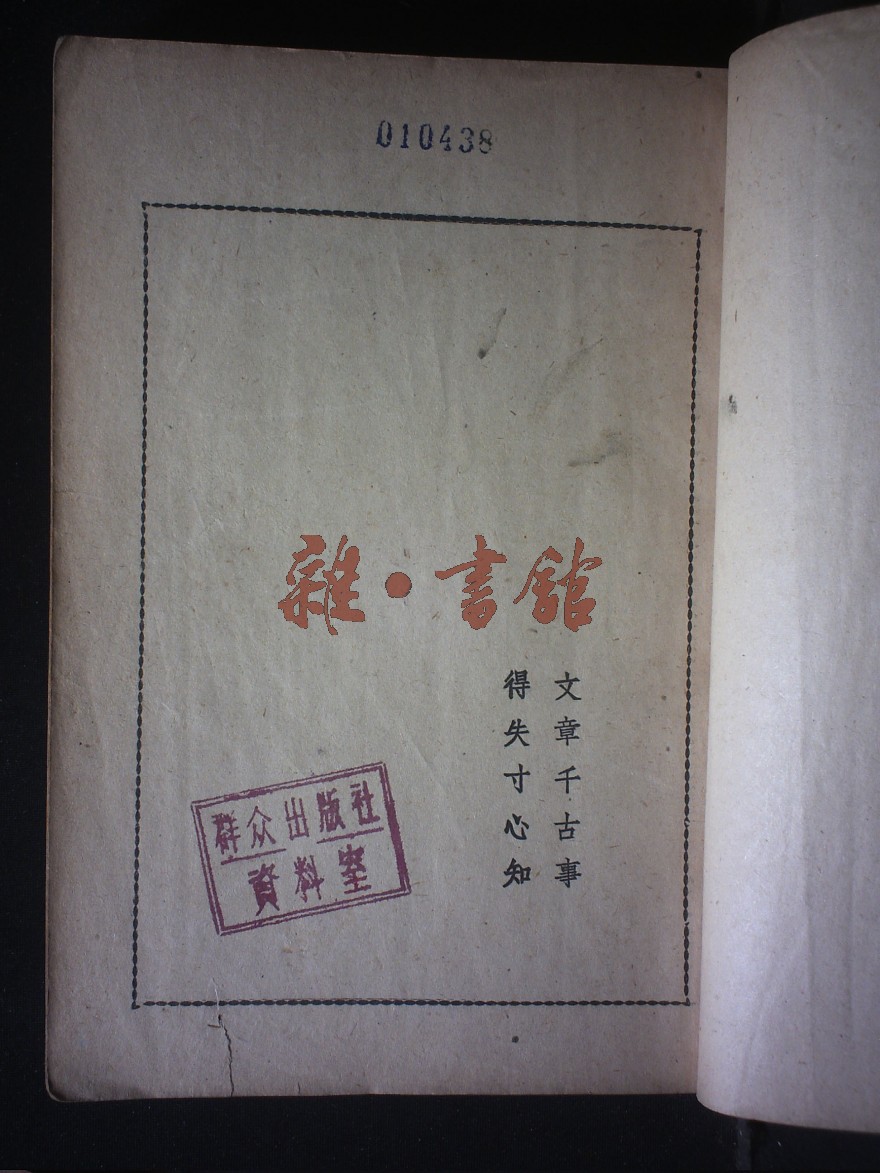 010438
雜·書館
文章千古事
得失寸心知
群众出版社
資料室